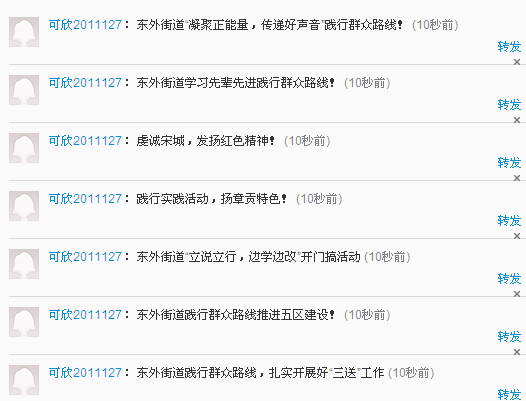 可欣2011127： 东外街道“凝聚正能量，传递好声音”践行群众路线！ (10秒前)
转发
×
可欣2011127： 东外街道学习先辈先进践行群众路线！ (10秒前)
转发
×
可欣2011127： 虔诚宋城，发扬红色精神！ (10秒前)
转发
×
可欣2011127： 践行实践活动，扬章贡特色！ (10秒前)
转发
×
可欣2011127： 东外街道“立说立行，边学边改”开门搞活动 (10秒前)
转发
×
可欣2011127： 东外街道践行群众路线推进五区建设！ (10秒前)
转发
×
可欣2011127： 东外街道践行群众路线，扎实开展好“三送”工作 (10秒前)
转发